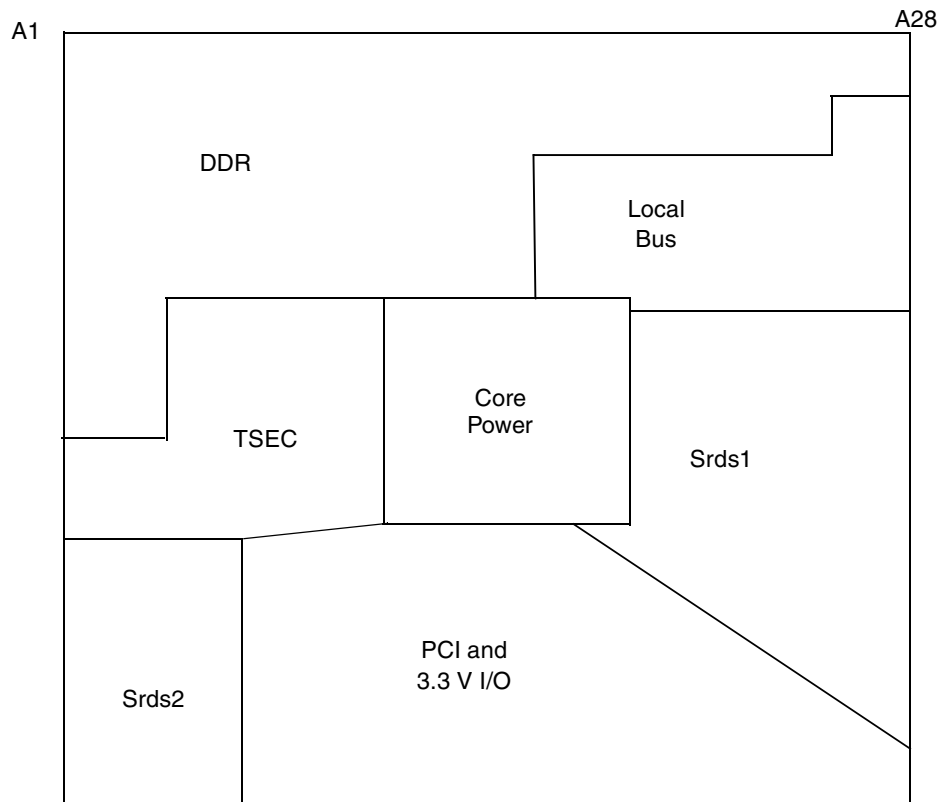 A1
A28
DDR
Local
Bus
Core
Power
TSEC
Srds1
PCI and
3.3 V I/O
Srds2